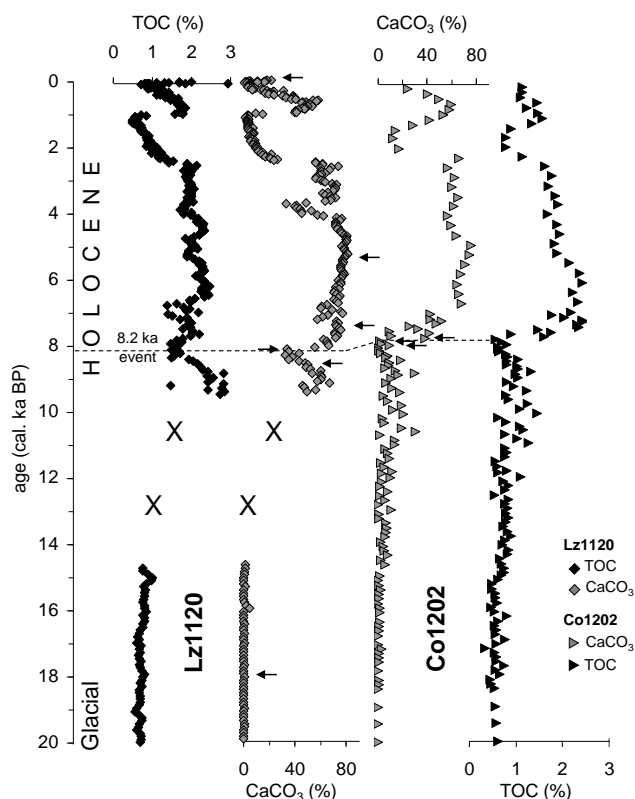 TOC (%)
0 1 2 3
CaCO3 (%)
0 40 80
0
2
4
6
8
10
12
14
16
18
20
age (cal. ka BP)
HOLOCENE
Glacial
8.2 ka
event
X X
X X
Lz1120
Co1202
Lz1120
TOC
CaCO3
Co1202
CaCO3
TOC
0 40 80
CaCO3 (%)
0 1 2 3
TOC (%)